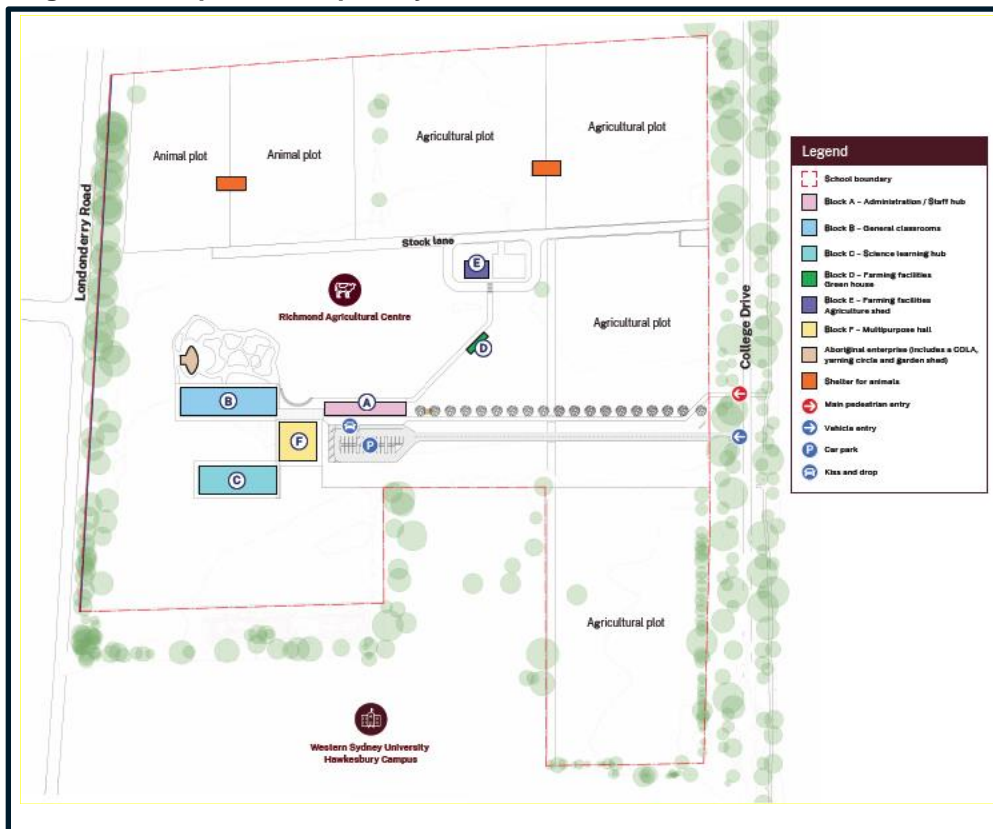 Animal plot
Animal plot
Agricultural plot
Agricultural plot
Londonderry Road
Stock lane
E
Richmond Agricultural Centre
D
Agricultural plot
College Drive
B
A
F
P
C
Agricultural plot
Western Sydney University
Hawkesbury Campus
Legend
School boundary
Block A – Administration / Staff hub
Block B – General classrooms
Block C – Science learning hub
Block D – Farming facilities
Green house
Block E – Farming facilities
Agriculture shed
Block F – Multipurpose hall
Aboriginal enterprise (includes a COLA,
yarning circle and garden shed)
Shelter for animals
Main pedestrian entry
Vehicle entry
P
Car park
Kiss and drop